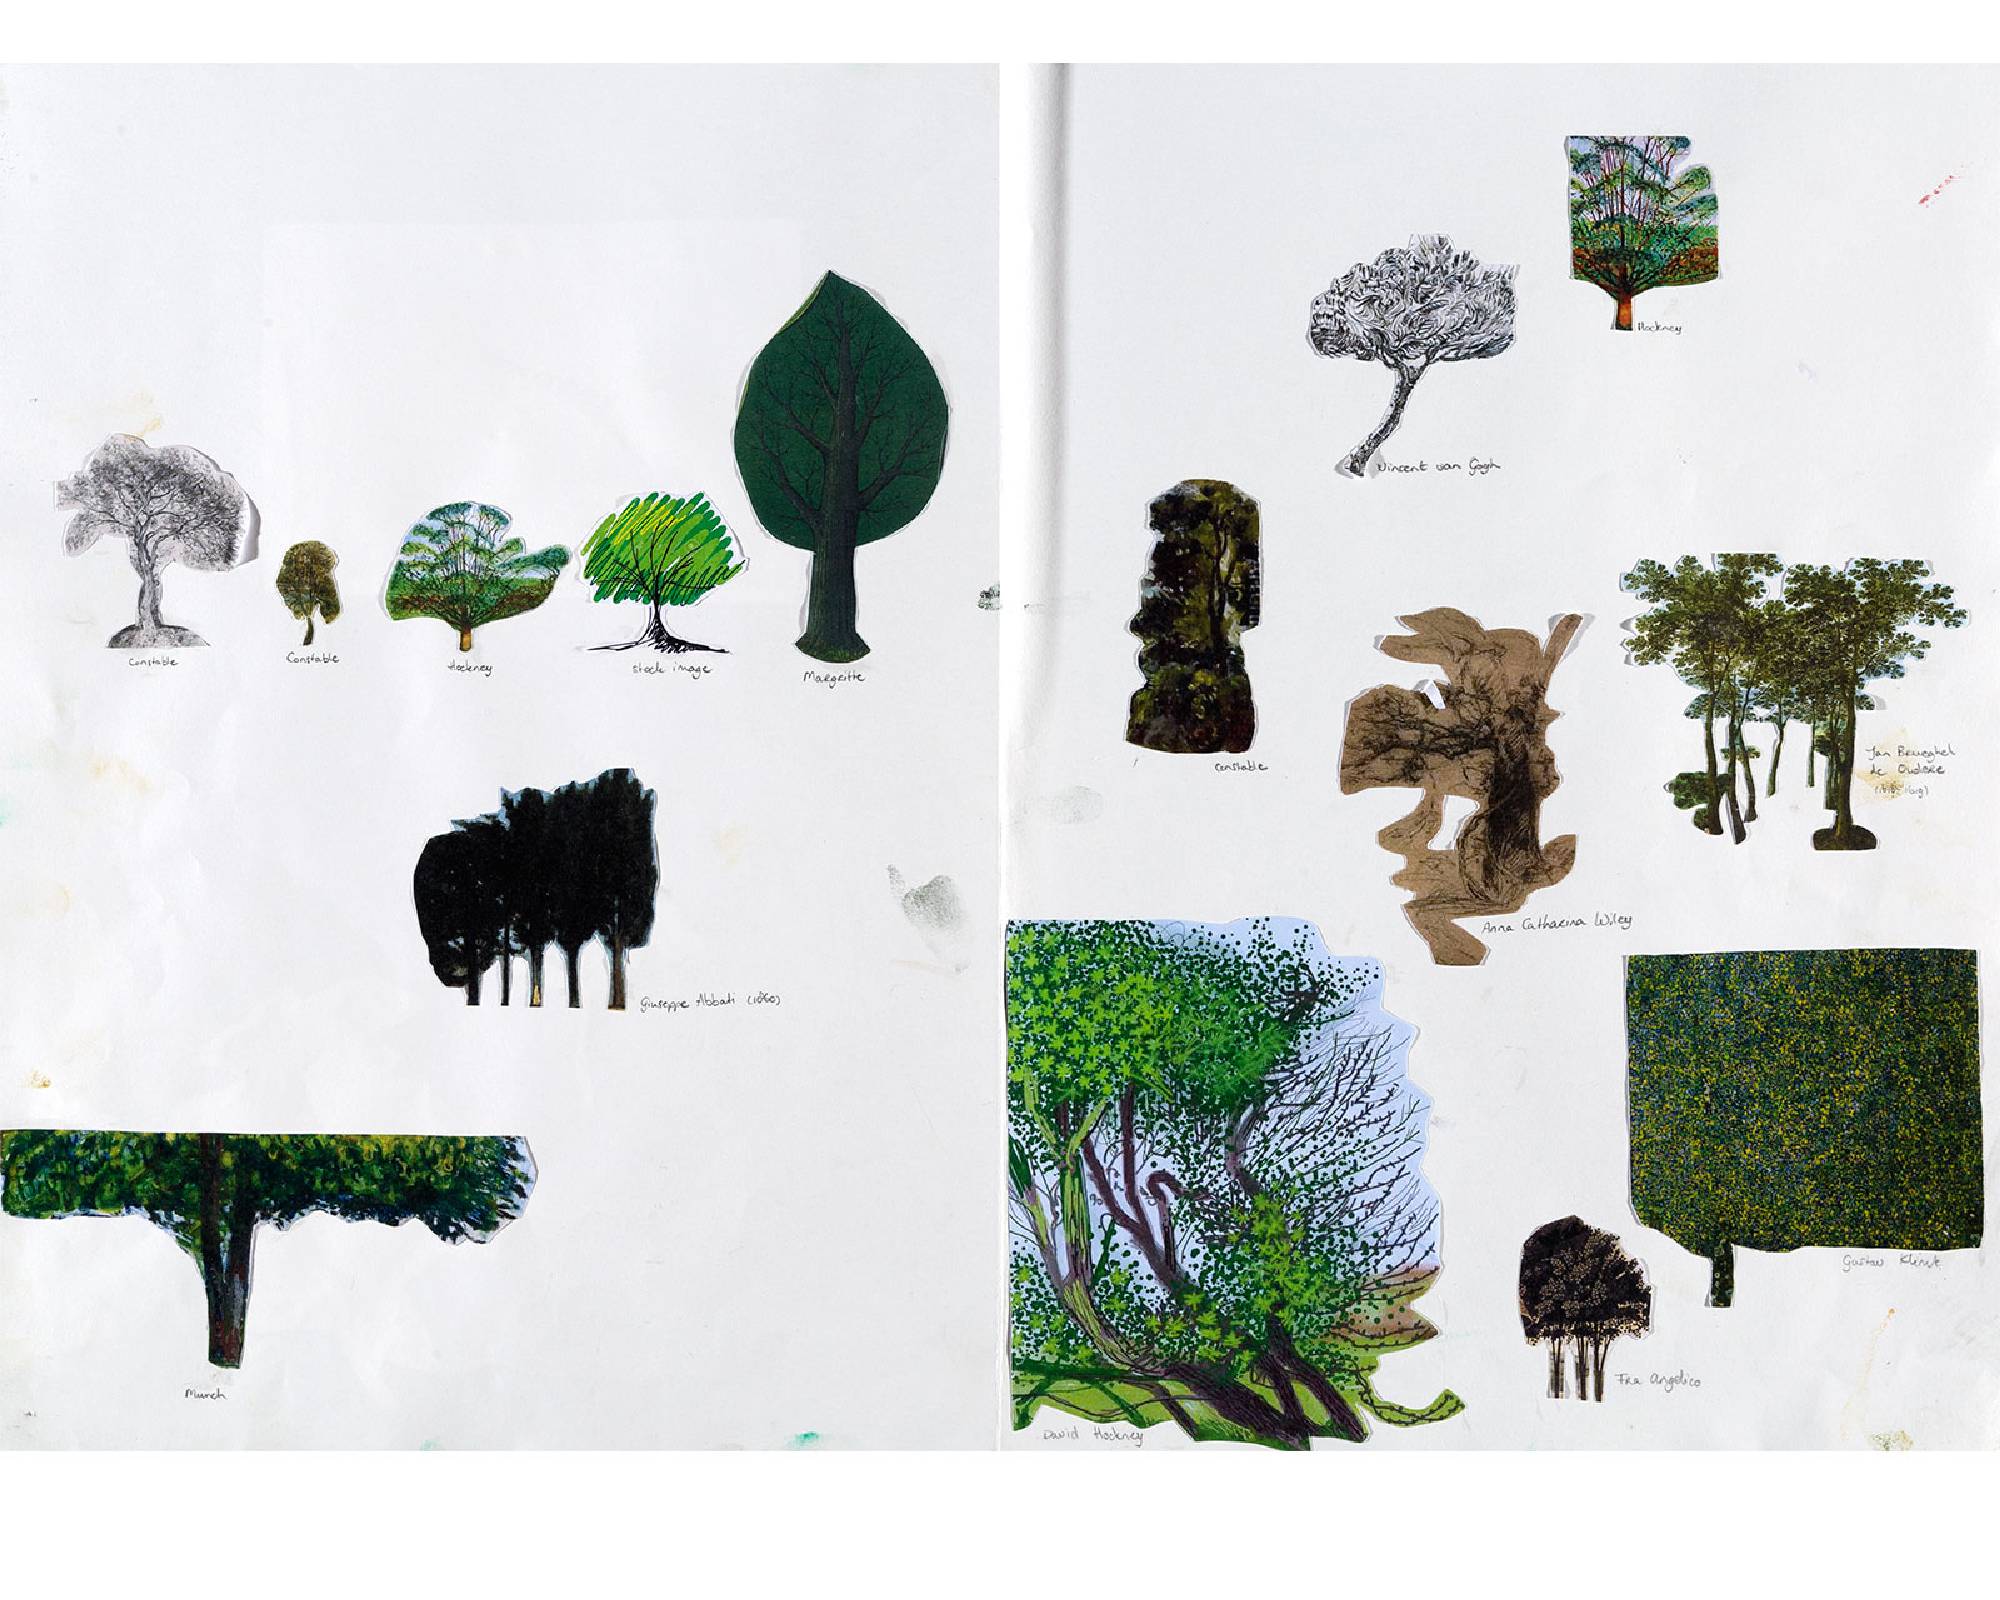 Constable
Constable
Hockney
Stock image
Margritte
Giuseppe Abbati (1860)
Munch
Hockney
Vincent van Gogh
Constable
Jan Brueghel
de Oudere
Anna Catharina Wiley
David Hockney
Gustav Klimt
Fra Angelico